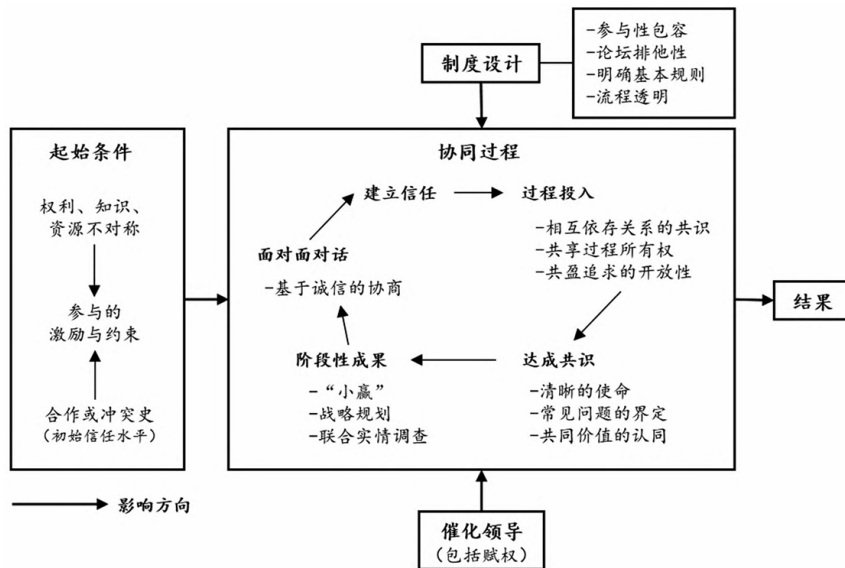 制度设计
-参与性包容
-论坛排他性
-明确基本规则
-流程透明
起始条件
权利、知识、
资源不对称
参与的
激励与约束
合作或冲突史
(初始信任水平)
协同过程
建立信任
过程投入
-相互依存关系的共识
-共享过程所有权
-共盈追求的开放性
面对面对话
-基于诚信的协商
阶段性成果
-“小赢”
-战略规划
-联合实情调查
达成共识
-清晰的使命
-常见问题的界定
-共同价值的认同
结果
影响方向
催化领导
(包括赋权)